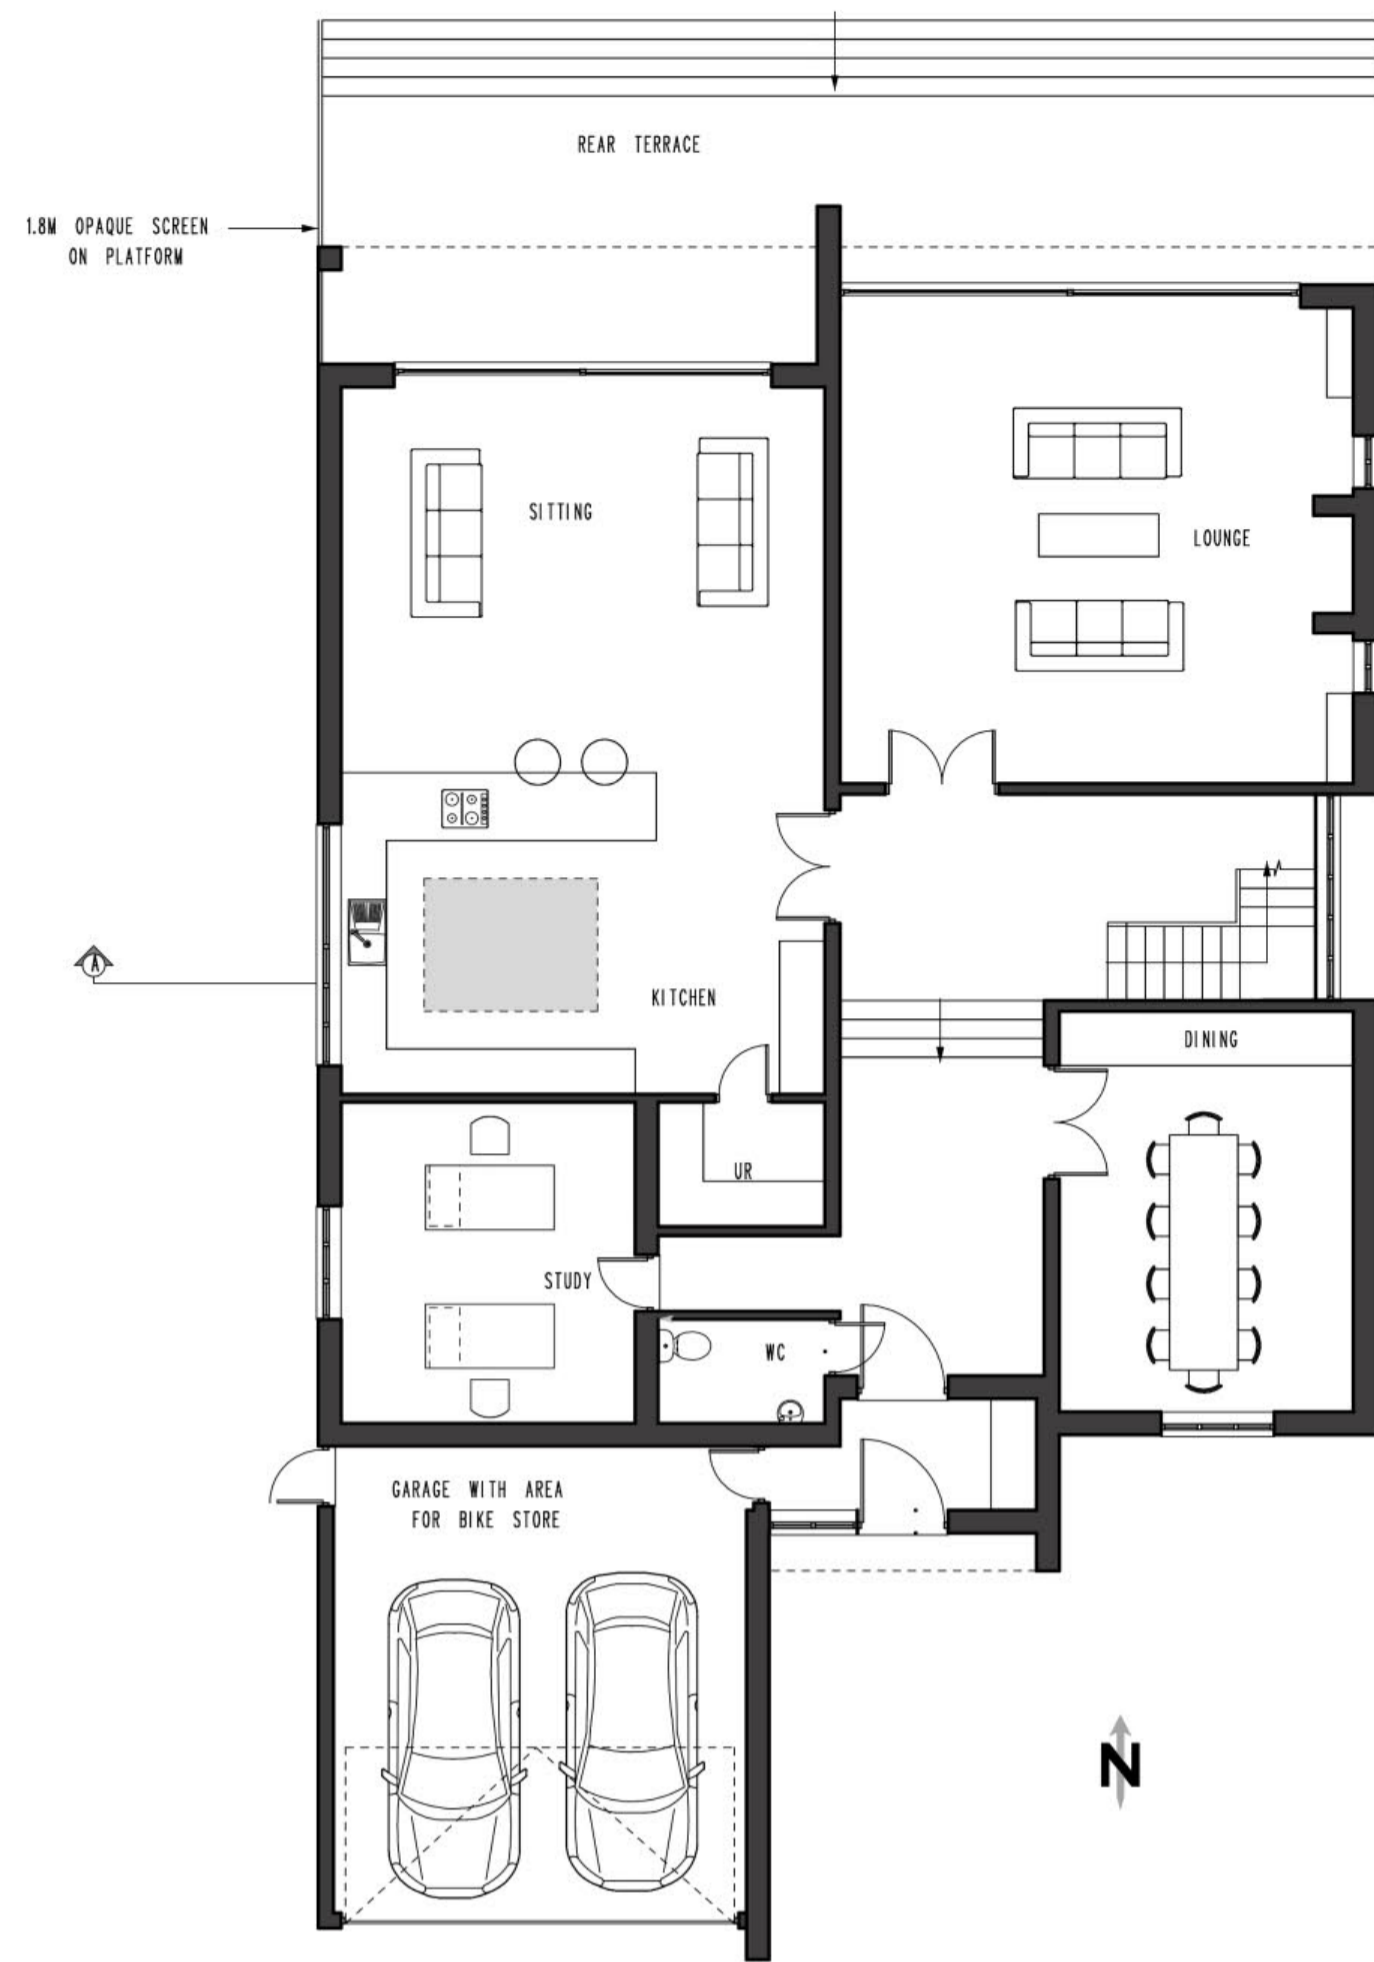 REAR TERRACE
1.8M OPAQUE SCREEN
ON PLATFORM
SITTING
LOUNGE
A
KITCHEN
DINING
UR
STUDY
WC
GARAGE WITH AREA
FOR BIKE STORE
N